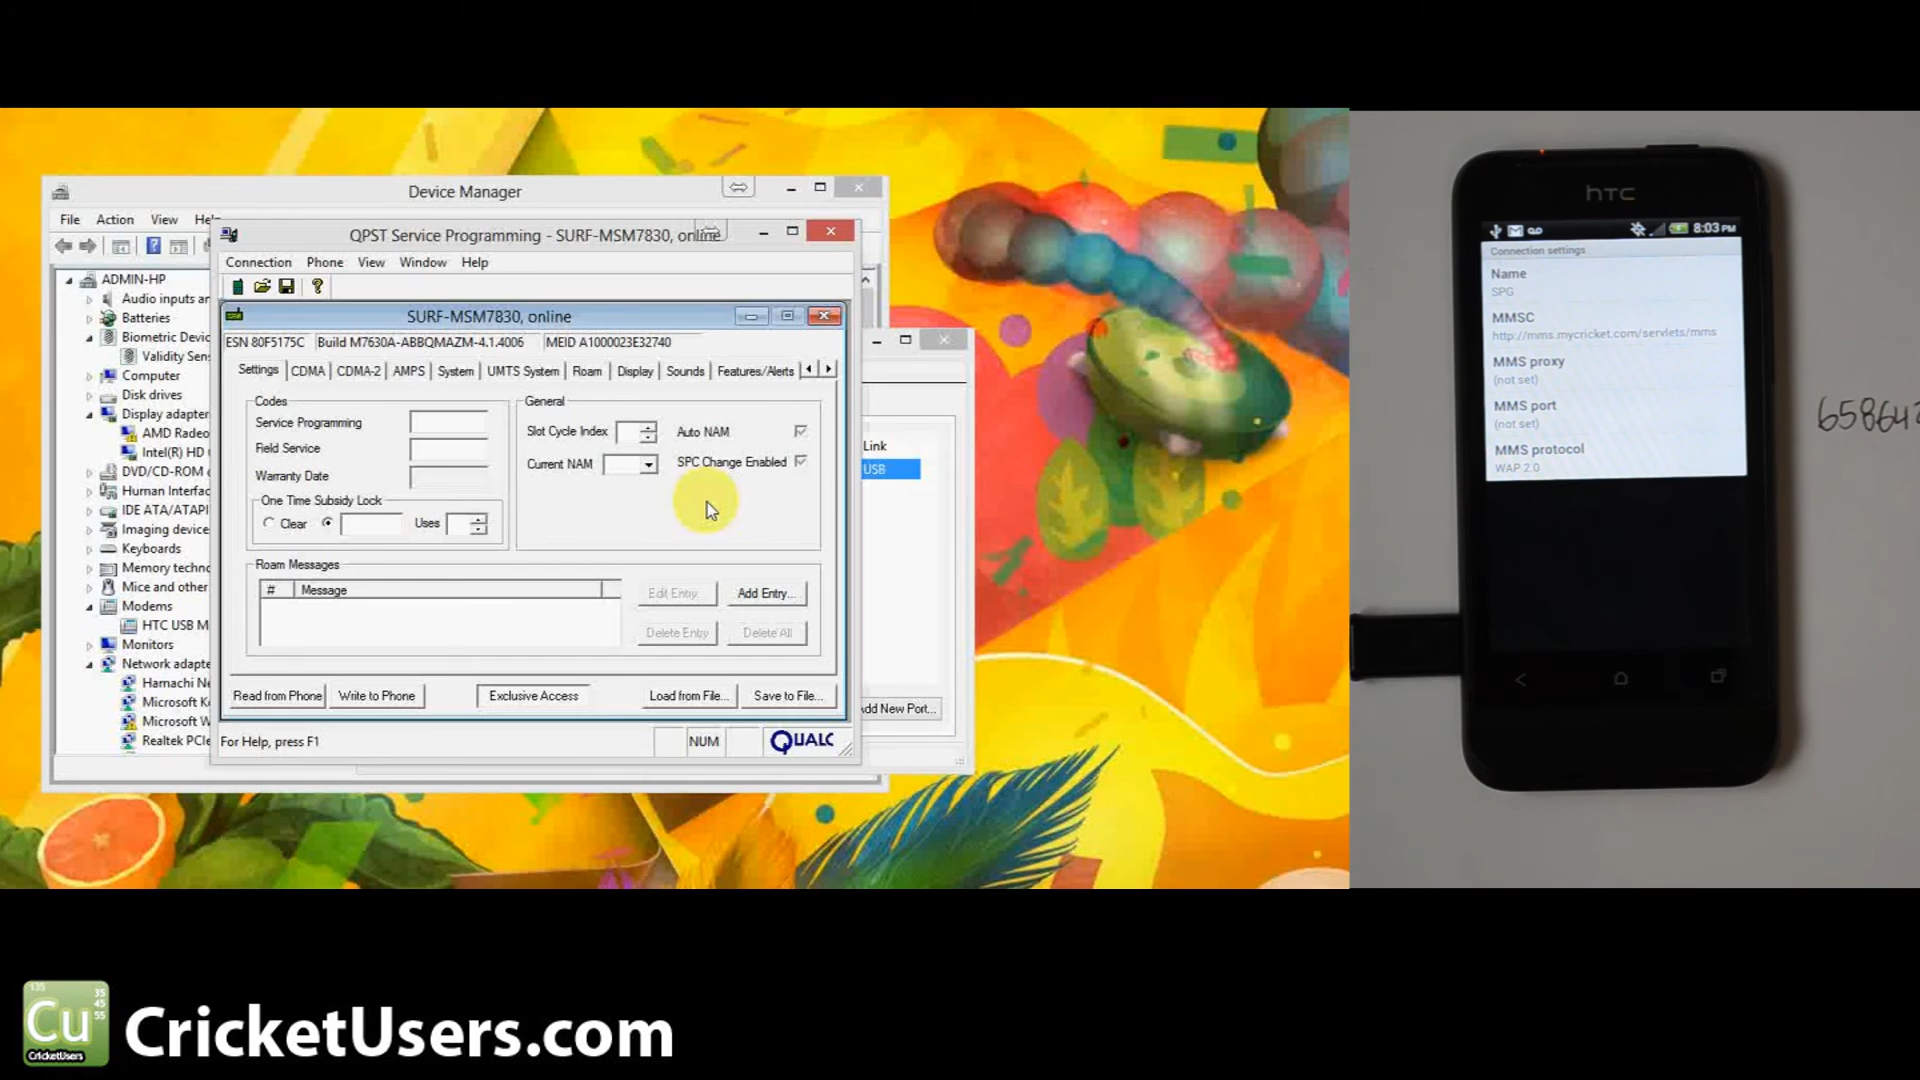 Device Manager
File Action View
QPST Service Programming - SURF-MSM7830, online
Connection Phone View Window Help
SURF-MSM7830, online
ESN 80F5175C Build M7630A-ABBQMAZM-4.1.4006 MEID A1000023E32740
Settings CDMA CDMA-2 AMPS System UMTS System Roam Display Sounds Features/Alerts
Codes
Service Programming
Field Service
Warranty Date
One Time Subsidy Lock
Clear Uses
General
Slot Cycle Index Auto NAM
Current NAM SPC Change Enabled
Roam Messages
# Message
Edit Entry... Add Entry...
Delete Entry Delete All
Read from Phone Write to Phone Exclusive Access Load from File... Save to File...
For Help, press F1 NUM QUALC
ADMIN-HP
Audio inputs an
Batteries
Biometric Devic
Validity Sens
Computer
Disk drives
Display adapter
AMD Radeo
Intel(R) HD
DVD/CD-ROM
Human Interfac
IDE ATA/ATAPI
Imaging device
Keyboards
Memory techno
Mice and other
Modems
HTC USB M
Monitors
Network adapte
Hamachi Ne
Microsoft K
Microsoft W
Realtek PCIe
Link
USB
Add New Port...
hTC
8:03 PM
Connection settings
Name
SPG
MMSC
http://mms.mycricket.com/servlets/mms
MMS proxy
(not set)
MMS port
(not set)
MMS protocol
WAP 2.0
135
35
45
55
Cu
CricketUsers
CricketUsers.com